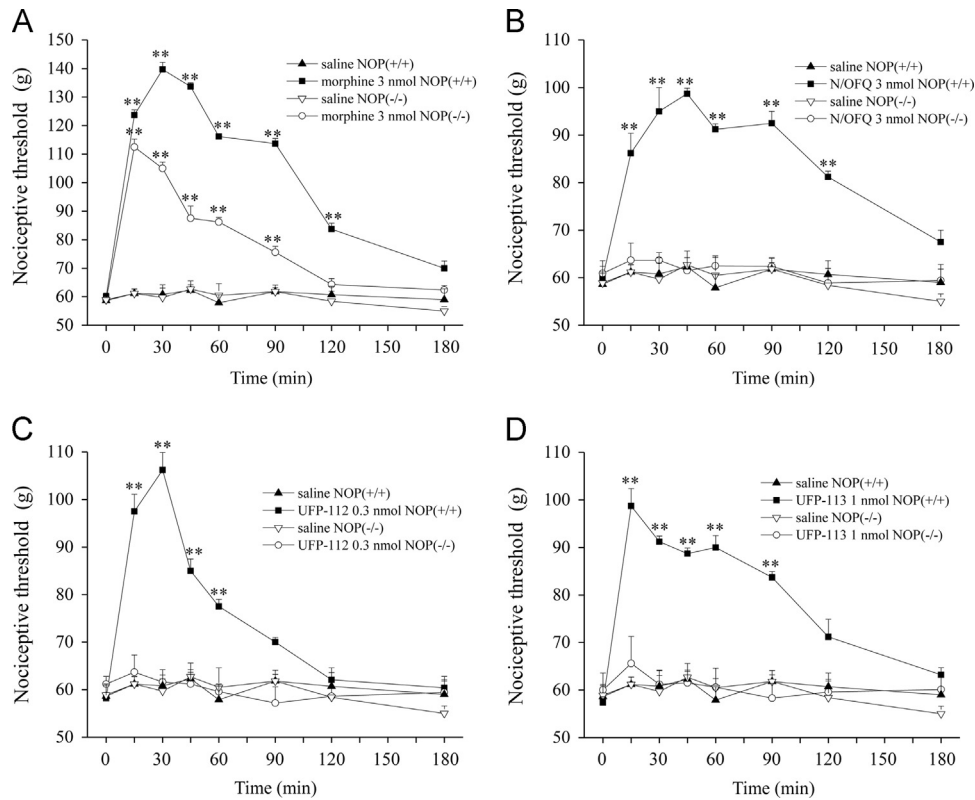 A
150
140
130
120
110
100
90
80
70
60
50
Nociceptive threshold (g)
**
**
**
**
**
**
**
**
**
**
**
**
saline NOP(+/+)
morphine 3 nmol NOP(+/+)
saline NOP(-/-)
morphine 3 nmol NOP(-/-)
0 30 60 90 120 150 180
Time (min)
B
110
100
90
80
70
60
50
Nociceptive threshold (g)
**
**
**
**
**
**
saline NOP(+/+)
N/OFQ 3 nmol NOP(+/+)
saline NOP(-/-)
N/OFQ 3 nmol NOP(-/-)
0 30 60 90 120 150 180
Time (min)
C
110
100
90
80
70
60
50
Nociceptive threshold (g)
**
**
**
**
saline NOP(+/+)
UFP-112 0.3 nmol NOP(+/+)
saline NOP(-/-)
UFP-112 0.3 nmol NOP(-/-)
0 30 60 90 120 150 180
Time (min)
D
110
100
90
80
70
60
50
Nociceptive threshold (g)
**
**
**
**
**
saline NOP(+/+)
UFP-113 1 nmol NOP(+/+)
saline NOP(-/-)
UFP-113 1 nmol NOP(-/-)
0 30 60 90 120 150 180
Time (min)